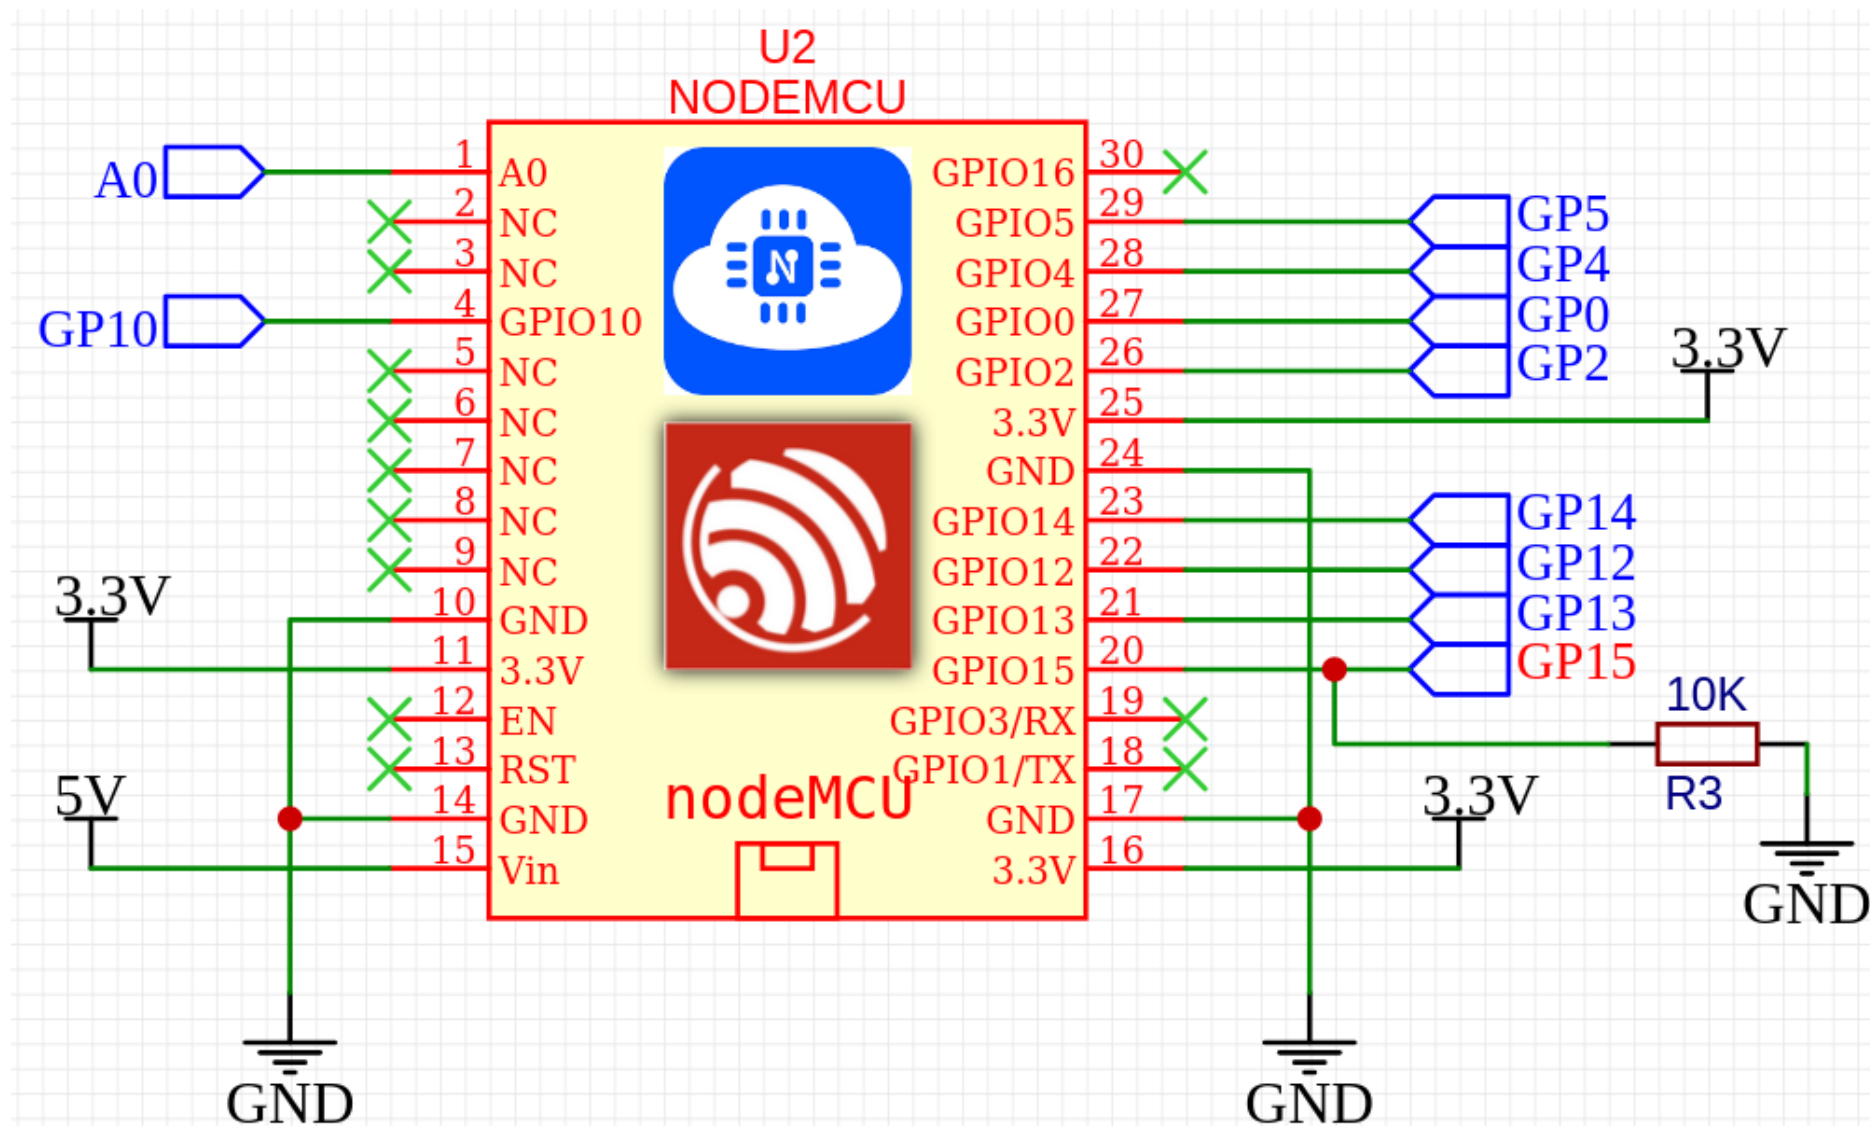 U2
NODEMCU
A0
1
A0
2
NC
3
NC
GP10
4
GPIO10
5
NC
6
NC
7
NC
8
NC
9
NC
10
GND
3.3V
11
3.3V
12
EN
13
RST
14
GND
5V
15
Vin
GND
N
nodeMCU
GPIO16
30
GPIO5
29
GP5
GPIO4
28
GP4
GPIO0
27
GP0
GPIO2
26
GP2
3.3V
25
3.3V
GND
24
GPIO14
23
GP14
GPIO12
22
GP12
GPIO13
21
GP13
GPIO15
20
GP15
10K
R3
GND
GPIO3/RX
19
GPIO1/TX
18
GND
17
3.3V
16
3.3V
GND